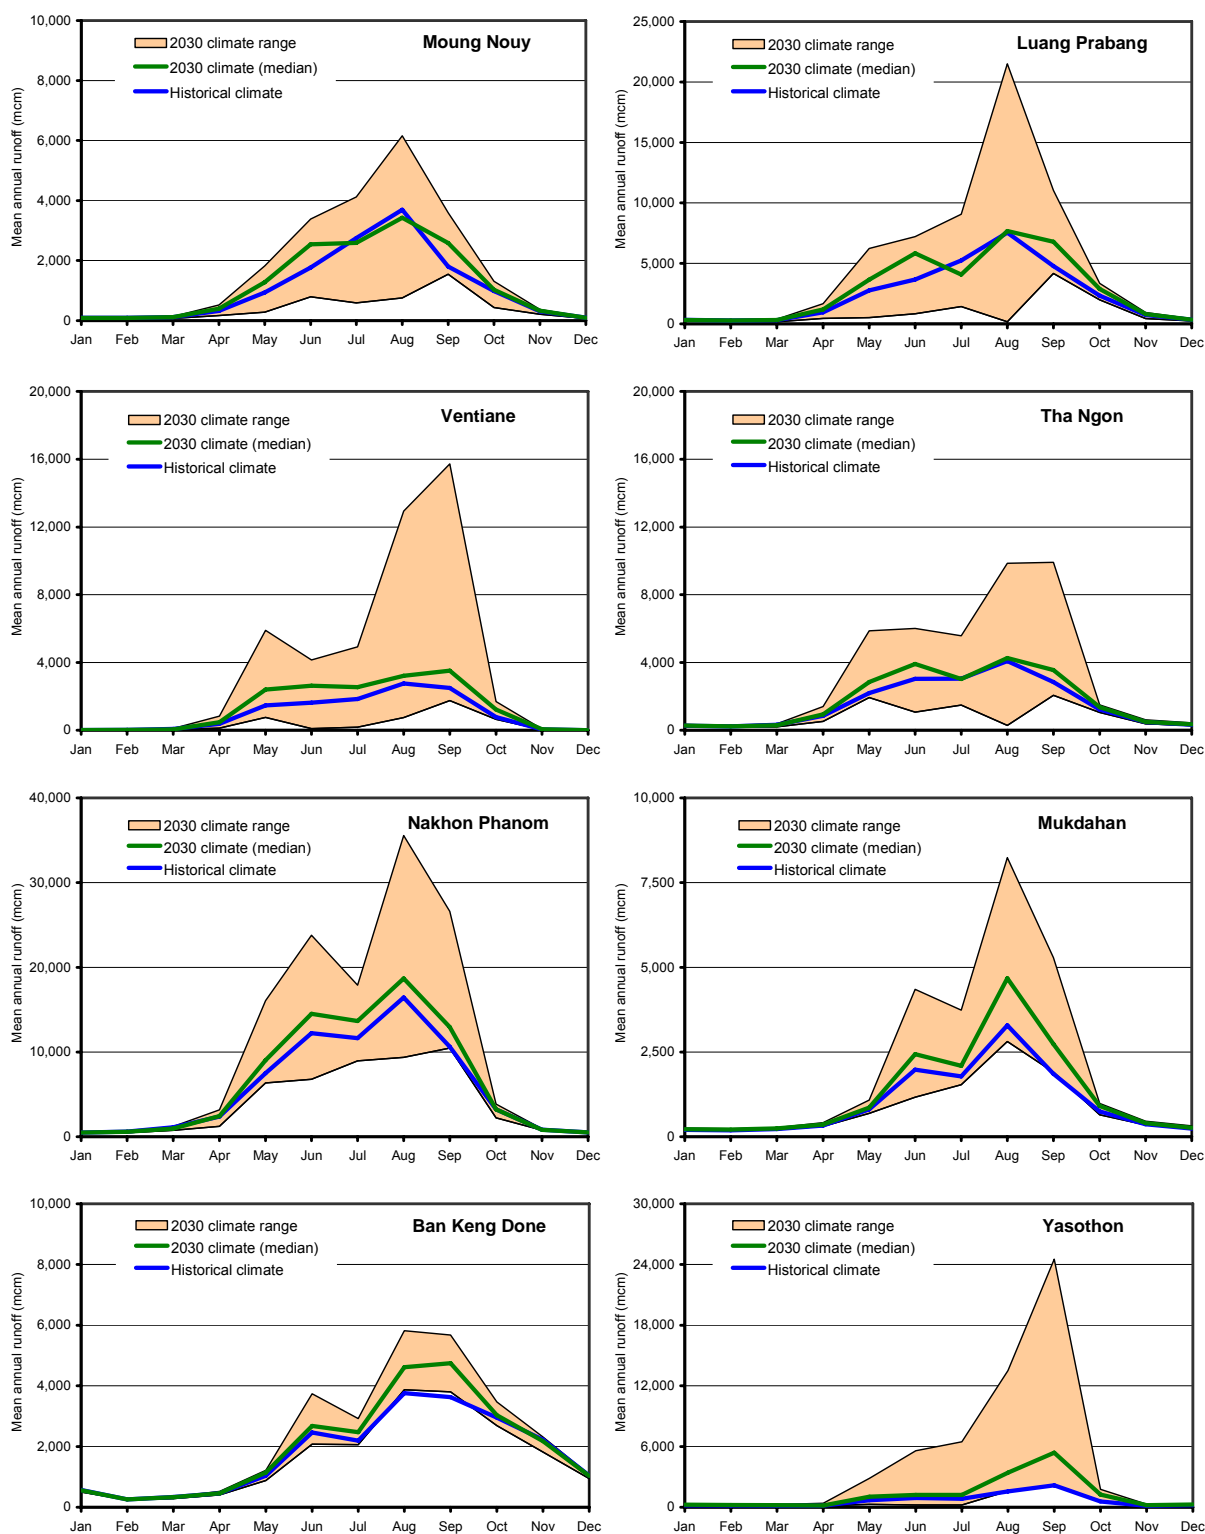 Moung Nouy
Mean annual runoff (mcm)
10,000
8,000
6,000
4,000
2,000
0
2030 climate range
2030 climate (median)
Historical climate
Jan Feb Mar Apr May Jun Jul Aug Sep Oct Nov Dec
Luang Prabang
Mean annual runoff (mcm)
25,000
20,000
15,000
10,000
5,000
0
2030 climate range
2030 climate (median)
Historical climate
Jan Feb Mar Apr May Jun Jul Aug Sep Oct Nov Dec
Ventiane
Mean annual runoff (mcm)
20,000
16,000
12,000
8,000
4,000
0
2030 climate range
2030 climate (median)
Historical climate
Jan Feb Mar Apr May Jun Jul Aug Sep Oct Nov Dec
Tha Ngon
Mean annual runoff (mcm)
20,000
16,000
12,000
8,000
4,000
0
2030 climate range
2030 climate (median)
Historical climate
Jan Feb Mar Apr May Jun Jul Aug Sep Oct Nov Dec
Nakhon Phanom
Mean annual runoff (mcm)
40,000
30,000
20,000
10,000
0
2030 climate range
2030 climate (median)
Historical climate
Jan Feb Mar Apr May Jun Jul Aug Sep Oct Nov Dec
Mukdahan
Mean annual runoff (mcm)
10,000
7,500
5,000
2,500
0
2030 climate range
2030 climate (median)
Historical climate
Jan Feb Mar Apr May Jun Jul Aug Sep Oct Nov Dec
Ban Keng Done
Mean annual runoff (mcm)
10,000
8,000
6,000
4,000
2,000
0
2030 climate range
2030 climate (median)
Historical climate
Jan Feb Mar Apr May Jun Jul Aug Sep Oct Nov Dec
Yasothon
Mean annual runoff (mcm)
30,000
24,000
18,000
12,000
6,000
0
2030 climate range
2030 climate (median)
Historical climate
Jan Feb Mar Apr May Jun Jul Aug Sep Oct Nov Dec